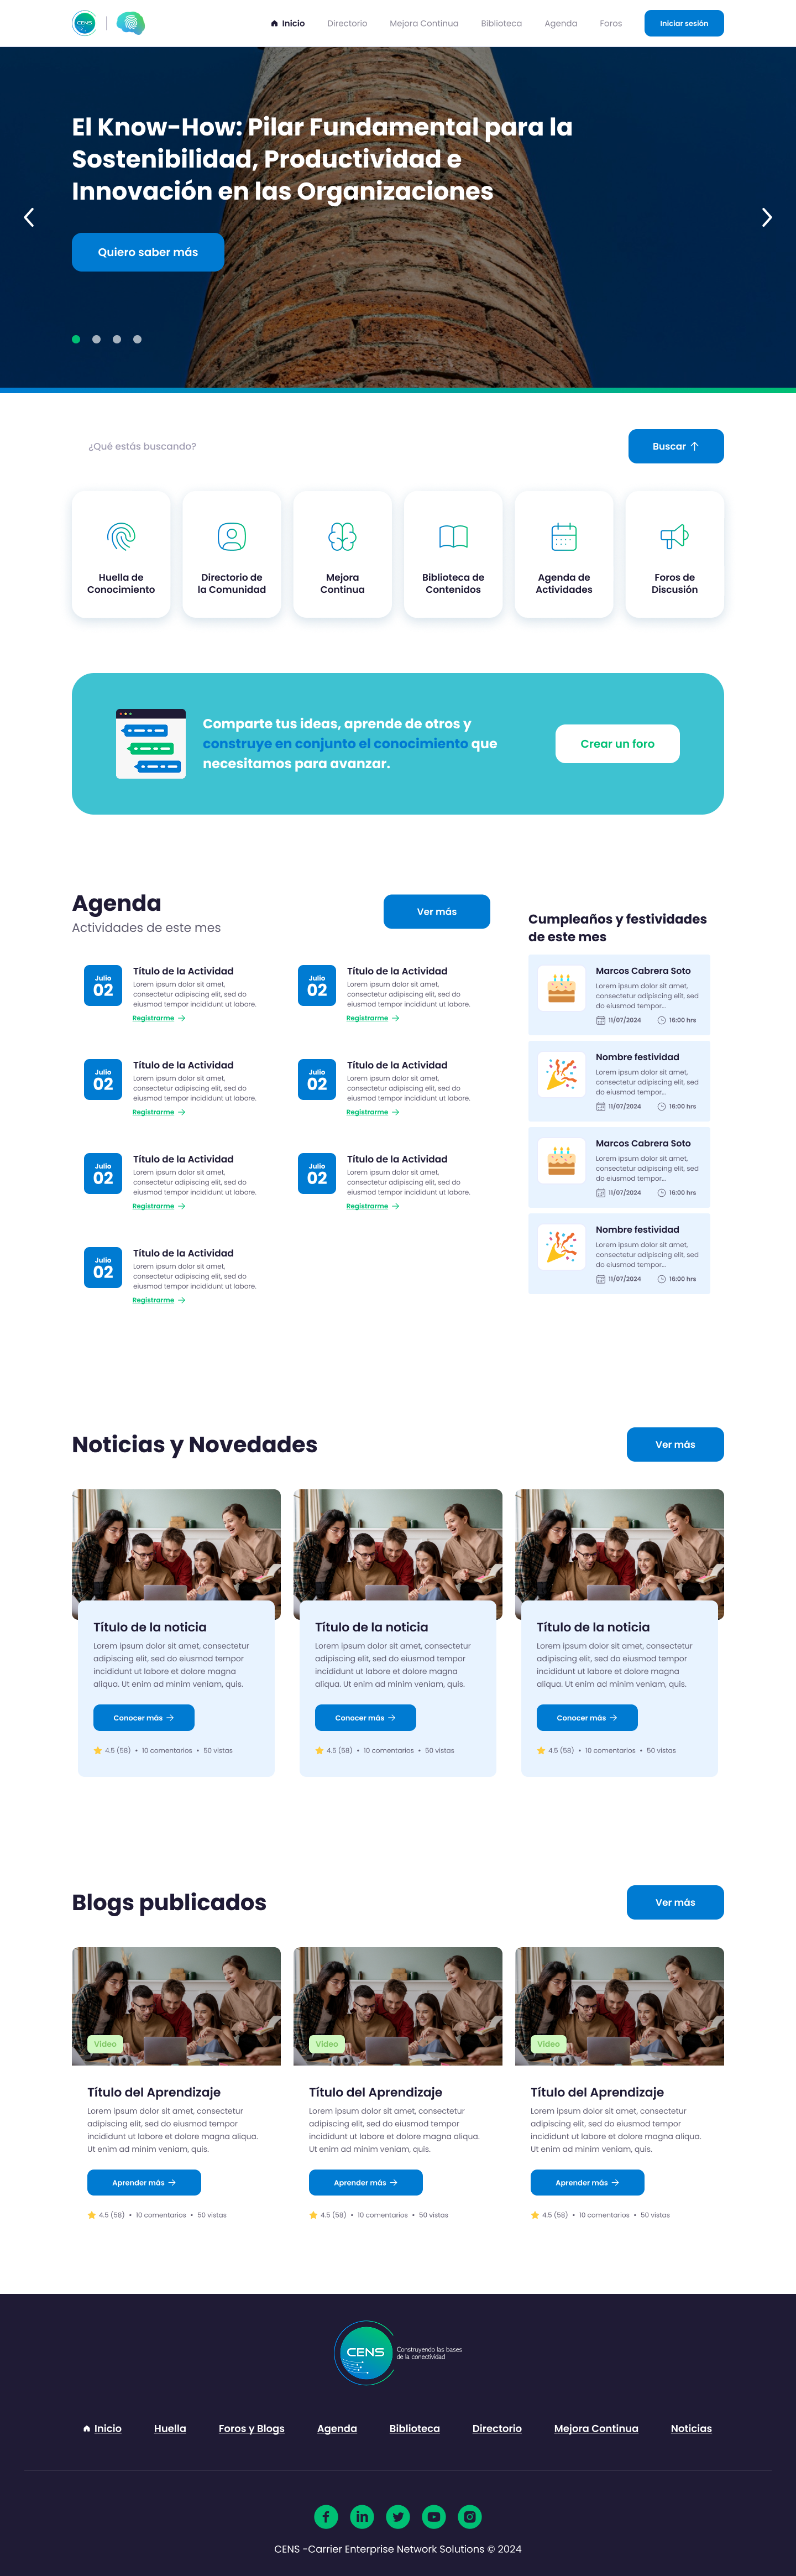 CENS
Inicio
Directorio
Mejora Continua
Biblioteca
Agenda
Foros
Iniciar sesión
El Know-How: Pilar Fundamental para la
Sostenibilidad, Productividad e
Innovación en las Organizaciones
Quiero saber más
¿Qué estás buscando?
Buscar
Huella de
Conocimiento
Directorio de
la Comunidad
Mejora
Continua
Biblioteca de
Contenidos
Agenda de
Actividades
Foros de
Discusión
Comparte tus ideas, aprende de otros y
construye en conjunto el conocimiento que
necesitamos para avanzar.
Crear un foro
Agenda
Actividades de este mes
Ver más
Julio
02
Título de la Actividad
Lorem ipsum dolor sit amet,
consectetur adipiscing elit, sed do
eiusmod tempor incididunt ut labore.
Registrarme
Julio
02
Título de la Actividad
Lorem ipsum dolor sit amet,
consectetur adipiscing elit, sed do
eiusmod tempor incididunt ut labore.
Registrarme
Julio
02
Título de la Actividad
Lorem ipsum dolor sit amet,
consectetur adipiscing elit, sed do
eiusmod tempor incididunt ut labore.
Registrarme
Julio
02
Título de la Actividad
Lorem ipsum dolor sit amet,
consectetur adipiscing elit, sed do
eiusmod tempor incididunt ut labore.
Registrarme
Julio
02
Título de la Actividad
Lorem ipsum dolor sit amet,
consectetur adipiscing elit, sed do
eiusmod tempor incididunt ut labore.
Registrarme
Julio
02
Título de la Actividad
Lorem ipsum dolor sit amet,
consectetur adipiscing elit, sed do
eiusmod tempor incididunt ut labore.
Registrarme
Julio
02
Título de la Actividad
Lorem ipsum dolor sit amet,
consectetur adipiscing elit, sed do
eiusmod tempor incididunt ut labore.
Registrarme
Cumpleaños y festividades
de este mes
Marcos Cabrera Soto
Lorem ipsum dolor sit amet,
consectetur adipiscing elit, sed
do eiusmod tempor...
11/07/2024
16:00 hrs
Nombre festividad
Lorem ipsum dolor sit amet,
consectetur adipiscing elit, sed
do eiusmod tempor...
11/07/2024
16:00 hrs
Marcos Cabrera Soto
Lorem ipsum dolor sit amet,
consectetur adipiscing elit, sed
do eiusmod tempor...
11/07/2024
16:00 hrs
Nombre festividad
Lorem ipsum dolor sit amet,
consectetur adipiscing elit, sed
do eiusmod tempor...
11/07/2024
16:00 hrs
Noticias y Novedades
Ver más
Título de la noticia
Lorem ipsum dolor sit amet, consectetur
adipiscing elit, sed do eiusmod tempor
incididunt ut labore et dolore magna
aliqua. Ut enim ad minim veniam, quis.
Conocer más
4.5 (58) • 10 comentarios • 50 vistas
Título de la noticia
Lorem ipsum dolor sit amet, consectetur
adipiscing elit, sed do eiusmod tempor
incididunt ut labore et dolore magna
aliqua. Ut enim ad minim veniam, quis.
Conocer más
4.5 (58) • 10 comentarios • 50 vistas
Título de la noticia
Lorem ipsum dolor sit amet, consectetur
adipiscing elit, sed do eiusmod tempor
incididunt ut labore et dolore magna
aliqua. Ut enim ad minim veniam, quis.
Conocer más
4.5 (58) • 10 comentarios • 50 vistas
Blogs publicados
Ver más
Video
Título del Aprendizaje
Lorem ipsum dolor sit amet, consectetur
adipiscing elit, sed do eiusmod tempor
incididunt ut labore et dolore magna aliqua.
Ut enim ad minim veniam, quis.
Aprender más
4.5 (58) • 10 comentarios • 50 vistas
Video
Título del Aprendizaje
Lorem ipsum dolor sit amet, consectetur
adipiscing elit, sed do eiusmod tempor
incididunt ut labore et dolore magna aliqua.
Ut enim ad minim veniam, quis.
Aprender más
4.5 (58) • 10 comentarios • 50 vistas
Video
Título del Aprendizaje
Lorem ipsum dolor sit amet, consectetur
adipiscing elit, sed do eiusmod tempor
incididunt ut labore et dolore magna aliqua.
Ut enim ad minim veniam, quis.
Aprender más
4.5 (58) • 10 comentarios • 50 vistas
CENS
Construyendo las bases
de la conectividad
Inicio
Huella
Foros y Blogs
Agenda
Biblioteca
Directorio
Mejora Continua
Noticias
CENS -Carrier Enterprise Network Solutions © 2024